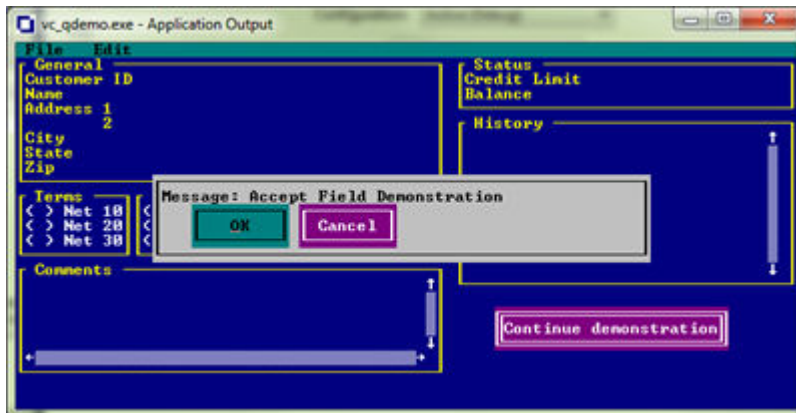 vc_qdemo.exe - Application Output
File Edit
General
Customer ID
Name
Address 1
2
City
State
Zip
Status
Credit Limit
Balance
History
Terms
( ) Net 10
( ) Net 20
( ) Net 30
Message: Accept Field Demonstration
OK Cancel
Comments
Continue demonstration